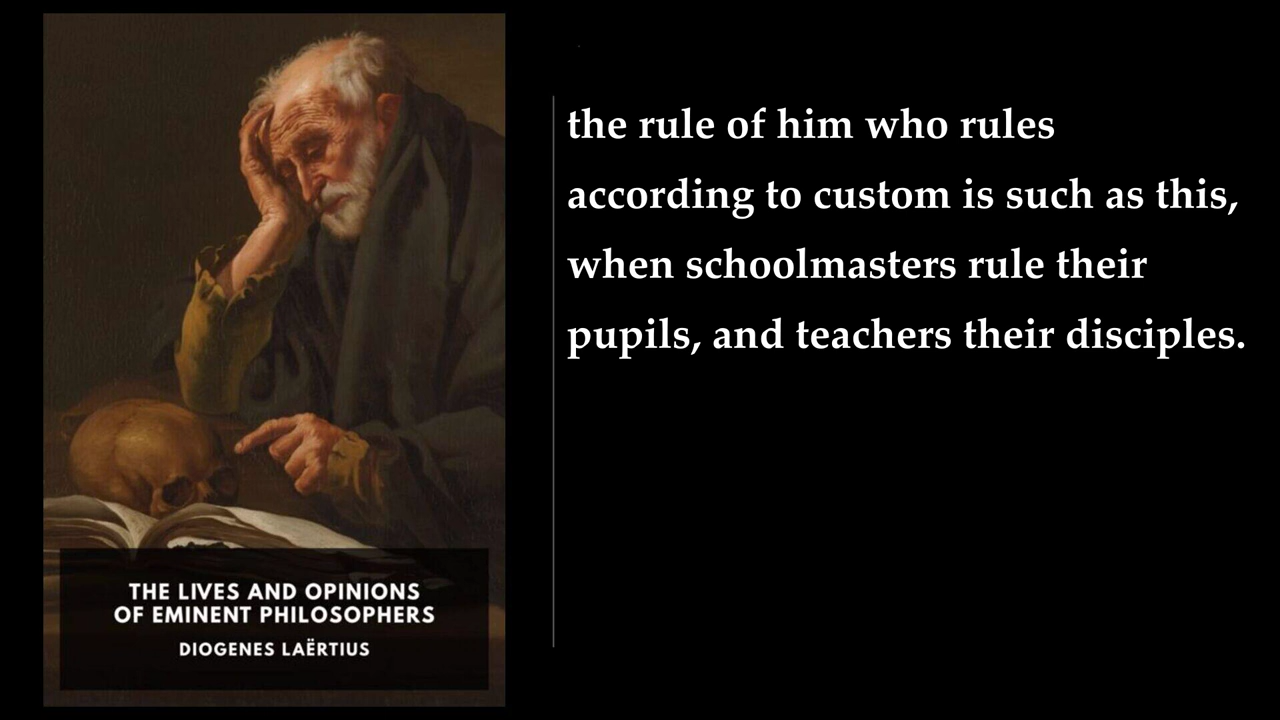 the rule of him who rules
according to custom is such as this,
when schoolmasters rule their
pupils, and teachers their disciples.
THE LIVES AND OPINIONS
OF EMINENT PHILOSOPHERS
DIOGENES LAËRTIUS